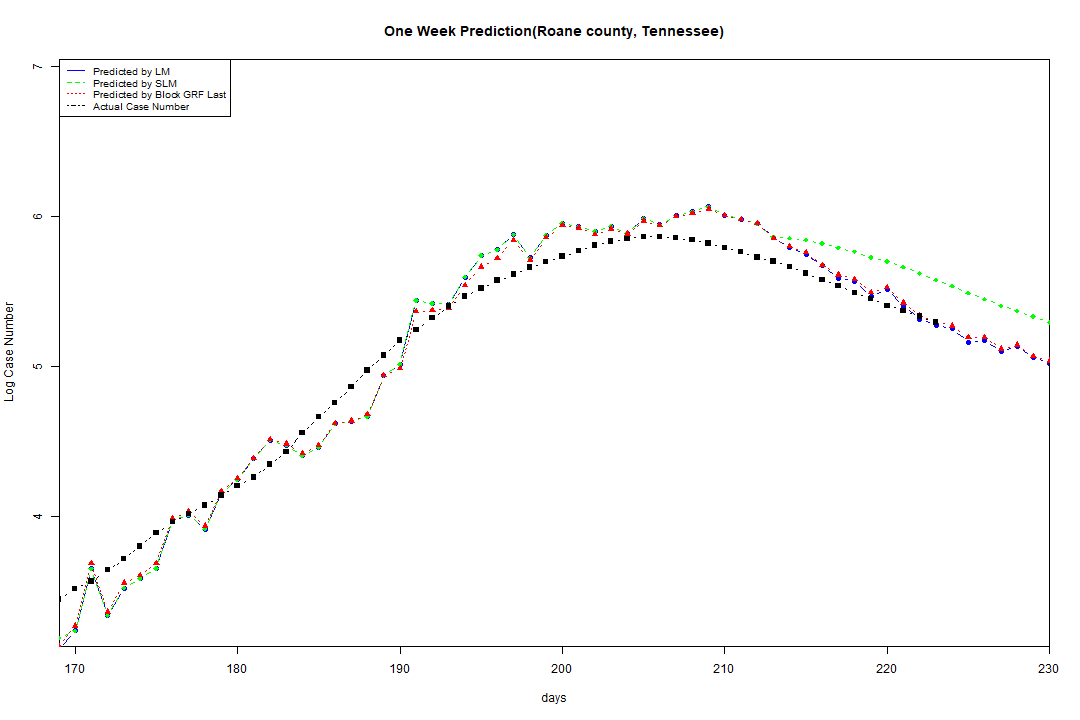 One Week Prediction(Roane county, Tennessee)
Predicted by LM
Predicted by SLM
Predicted by Block GRF Last
Actual Case Number
7
6
5
4
Log Case Number
170 180 190 200 210 220 230
days